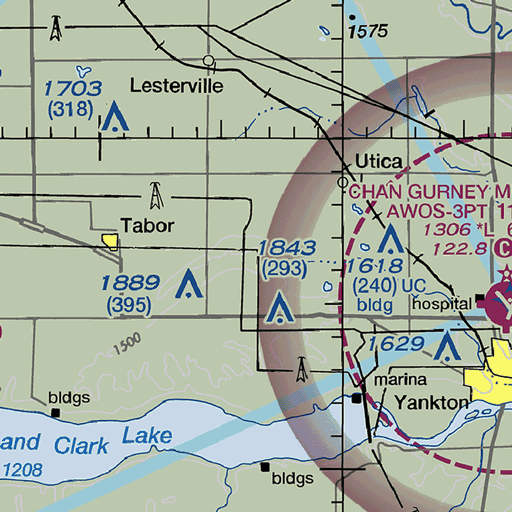 1575
1703
(318)
Lesterville
Utica
CHAN GURNEY M
AWOS-3PT 11
1306 *L 6
122.8 C
Tabor
1843
(293)
1618
(240) UC
bldg
hospital
1889
(395)
1629
1500
marina
Yankton
bldgs
and Clark Lake
1208
bldgs